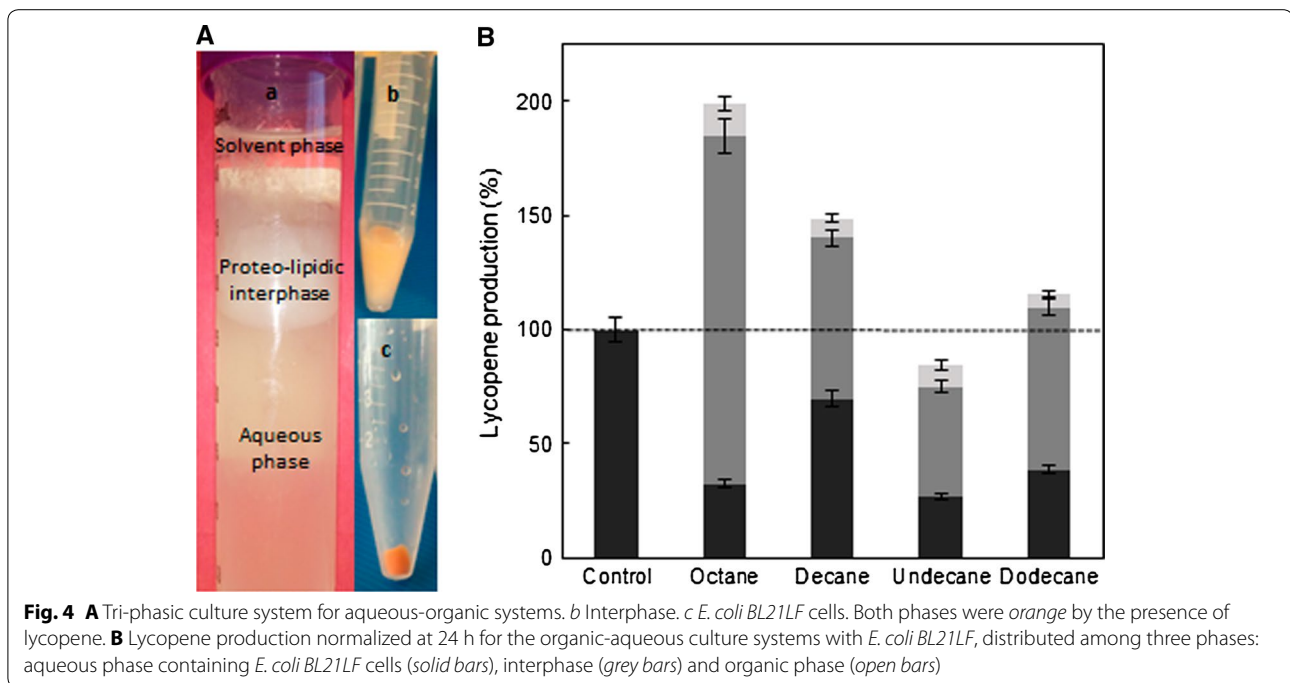 A
a
Solvent phase
Proteo-lipidic
interphase
Aqueous
phase
b
c
3
2
B
Lycopene production (%)
200
150
100
50
0
Control Octane Decane Undecane Dodecane
Fig. 4 A Tri-phasic culture system for aqueous-organic systems. b Interphase. c E. coli BL21LF cells. Both phases were orange by the presence of
lycopene. B Lycopene production normalized at 24 h for the organic-aqueous culture systems with E. coli BL21LF, distributed among three phases:
aqueous phase containing E. coli BL21LF cells (solid bars), interphase (grey bars) and organic phase (open bars)